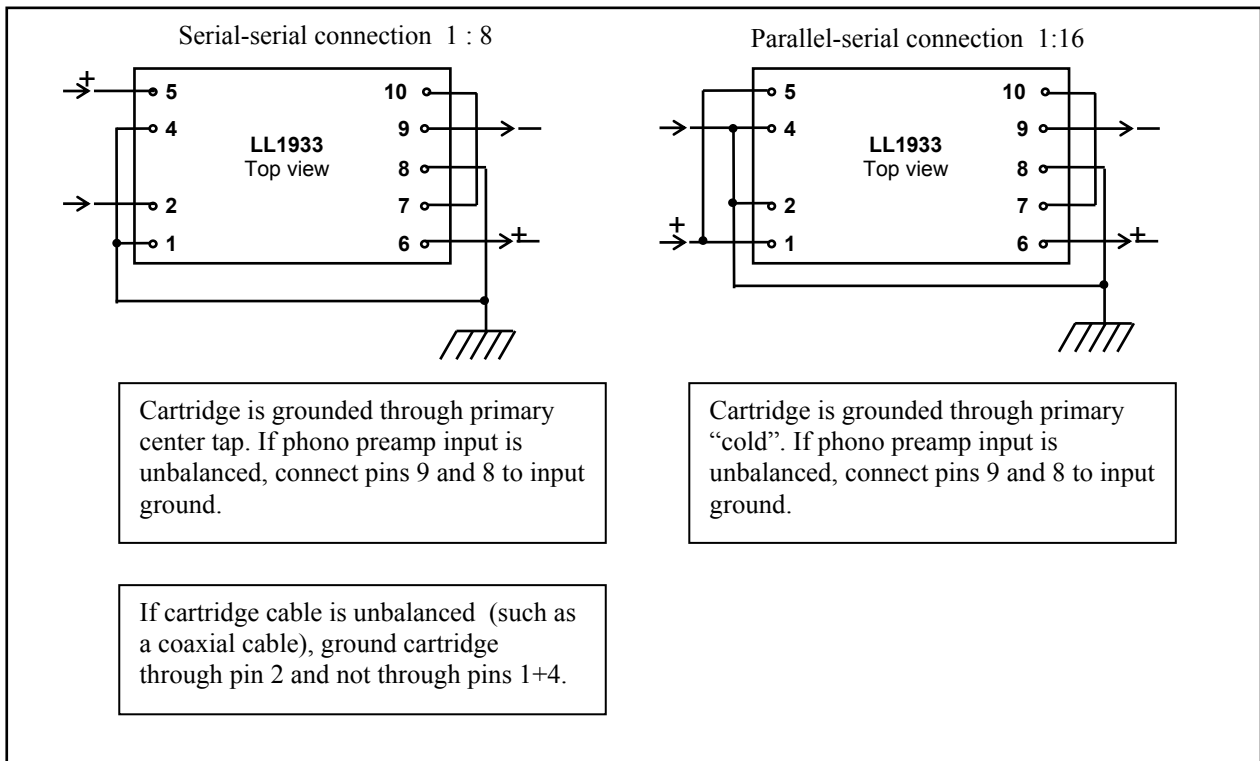 Serial-serial connection 1 : 8
+
5
4
2
1
LL1933
Top view
10
9
8
7
6
—
+
Parallel-serial connection 1:16
+
5
4
2
1
LL1933
Top view
10
9
8
7
6
—
+
Cartridge is grounded through primary
center tap. If phono preamp input is
unbalanced, connect pins 9 and 8 to input
ground.
Cartridge is grounded through primary
“cold”. If phono preamp input is
unbalanced, connect pins 9 and 8 to input
ground.
If cartridge cable is unbalanced (such as
a coaxial cable), ground cartridge
through pin 2 and not through pins 1+4.